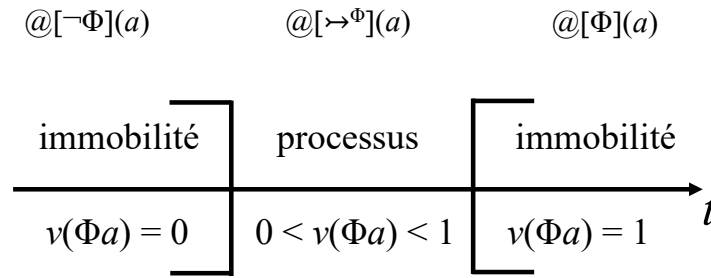 @[¬Φ](a) @[↣Φ](a) @[Φ](a)
immobilité processus immobilité
t
v(Φa) = 0 0 < v(Φa) < 1 v(Φa) = 1